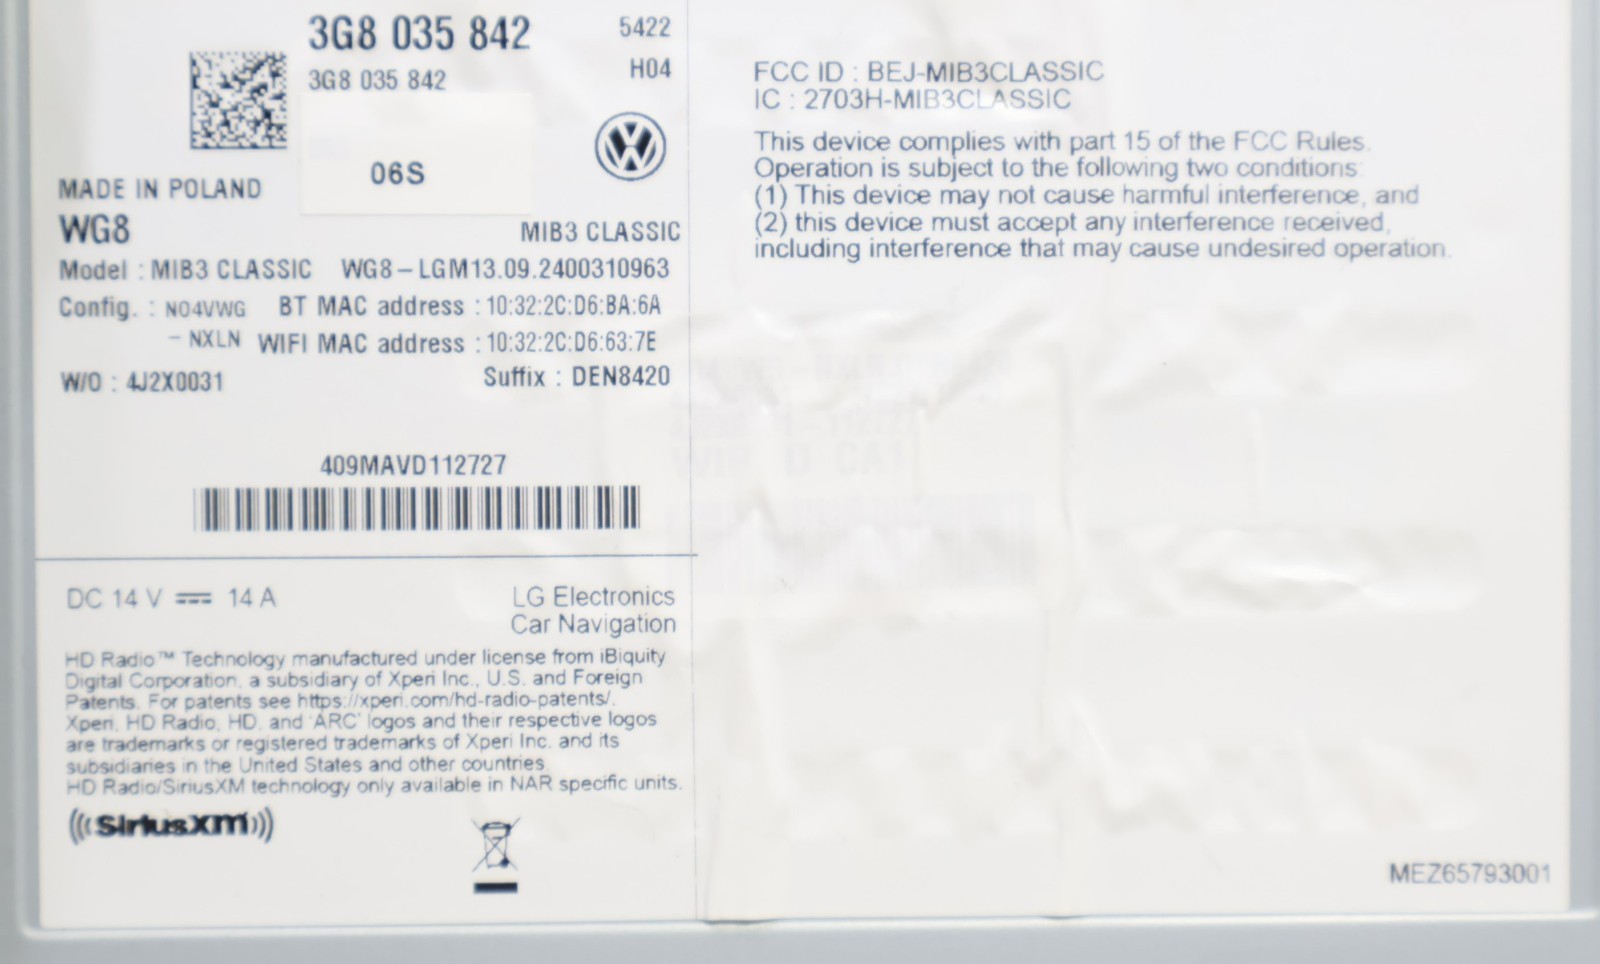 3G8 035 842 5422
3G8 035 842 H04
06S
MADE IN POLAND
WG8 MIB3 CLASSIC
Model : MIB3 CLASSIC WG8-LGM13.09.2400310963
Config. : NO4VWG BT MAC address : 10:32:2C:D6:BA:6A
- NXLN WIFI MAC address : 10:32:2C:D6:63:7E
W/O : 4J2X0031 Suffix : DEN8420
409MAVD112727
DC 14 V 14 A
LG Electronics
Car Navigation
HD Radio™ Technology manufactured under license from iBiquity
Digital Corporation, a subsidiary of Xperi Inc., U.S. and Foreign
Patents. For patents see https://xperi.com/hd-radio-patents/.
Xperi, HD Radio, HD, and 'ARC' logos and their respective logos
are trademarks or registered trademarks of Xperi Inc. and its
subsidiaries in the United States and other countries.
HD Radio/SiriusXM technology only available in NAR specific units.
((SiriusXM))
FCC ID : BEJ-MIB3CLASSIC
IC : 2703H-MIB3CLASSIC
This device complies with part 15 of the FCC Rules.
Operation is subject to the following two conditions:
(1) This device may not cause harmful interference, and
(2) this device must accept any interference received,
including interference that may cause undesired operation.
MEZ65793001